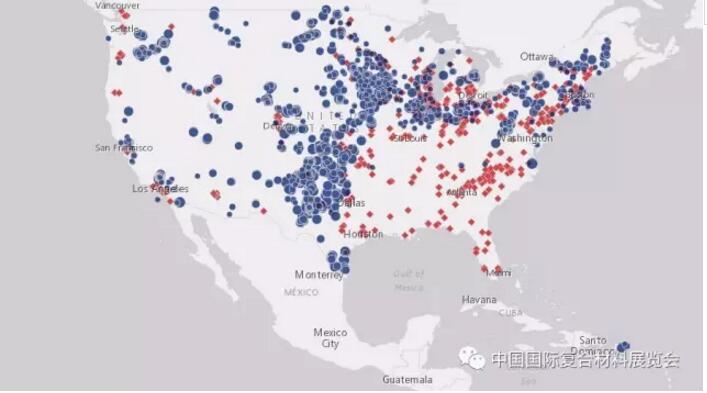 Vancouver
Seattle
Ottawa
Detroit
Boston
UNITED
STATES
St Louis
Washington
San Francisco
Los Angeles
Atlanta
Dallas
Houston
Monterrey
Gulf of
Mexico
Miami
MÉXICO
Havana
CUBA
Mexico
City
Santo
Domingo
Guatemala
中国国际复合材料展览会